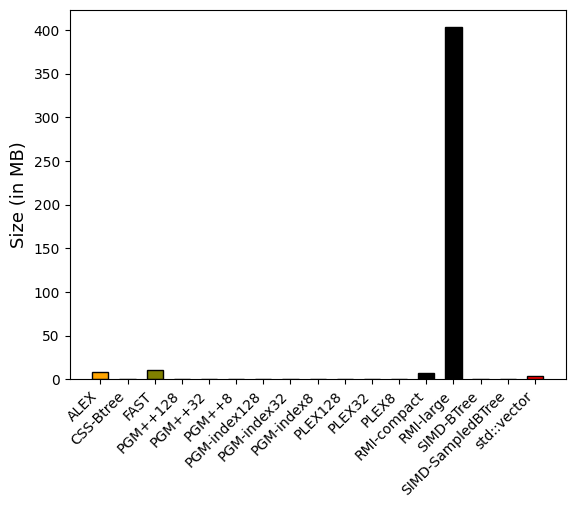 Size (in MB)
400
350
300
250
200
150
100
50
0
ALEX
CSS-Btree
FAST
PGM++128
PGM++32
PGM++8
PGM-index128
PGM-index32
PGM-index8
PLEX128
PLEX32
PLEX8
RMI-compact
RMI-large
SIMD-BTree
SIMD-SampledBTree
std::vector